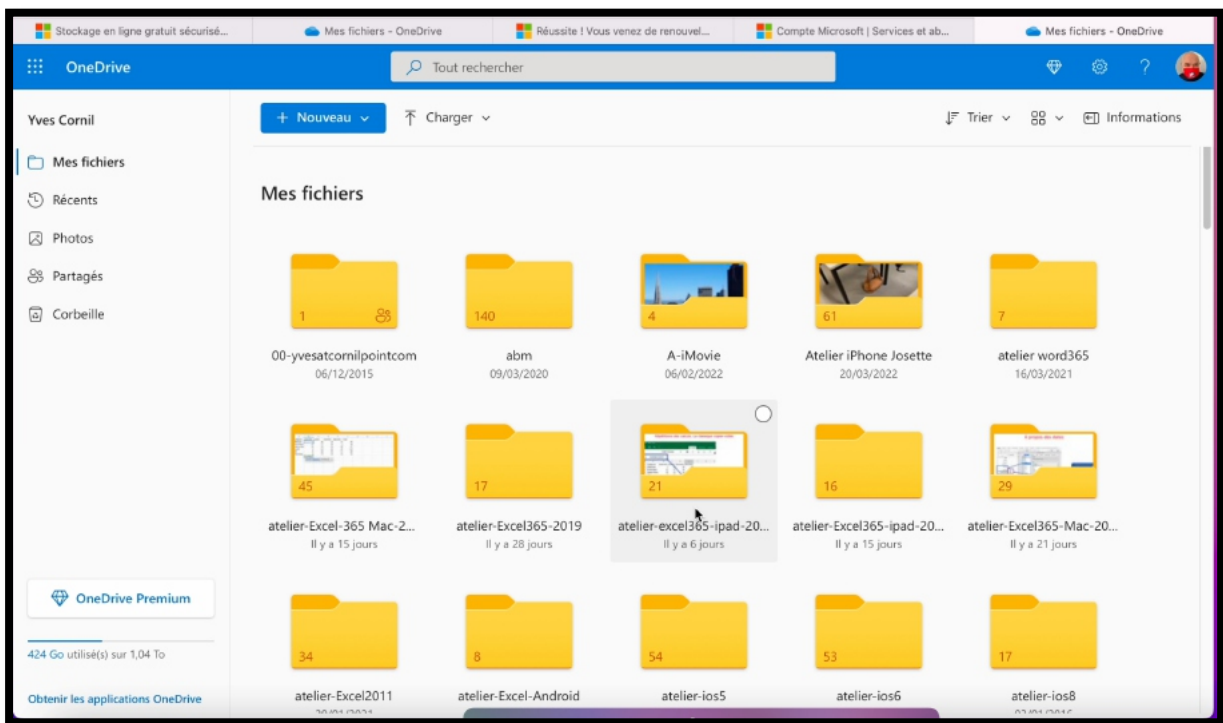 Stockage en ligne gratuit sécurisé...
Mes fichiers - OneDrive
Réussite ! Vous venez de renouvel...
Compte Microsoft | Services et ab...
Mes fichiers - OneDrive
OneDrive
Tout rechercher
?
Yves Cornil
+ Nouveau
Charger
Trier
Informations
Mes fichiers
Récents
Photos
Partagés
Corbeille
Mes fichiers
1
140
4
61
7
00-yvesatcornilpointcom
abm
A-iMovie
Atelier iPhone Josette
atelier word365
06/12/2015
09/03/2020
06/02/2022
20/03/2022
16/03/2021
45
17
21
16
29
atelier-Excel-365 Mac-2...
atelier-Excel365-2019
atelier-excel365-ipad-20...
atelier-Excel365-ipad-20...
atelier-Excel365-Mac-20...
Il y a 15 jours
Il y a 28 jours
Il y a 6 jours
Il y a 15 jours
Il y a 21 jours
34
8
54
53
17
atelier-Excel2011
atelier-Excel-Android
atelier-ios5
atelier-ios6
atelier-ios8
OneDrive Premium
424 Go utilisé(s) sur 1,04 To
Obtenir les applications OneDrive